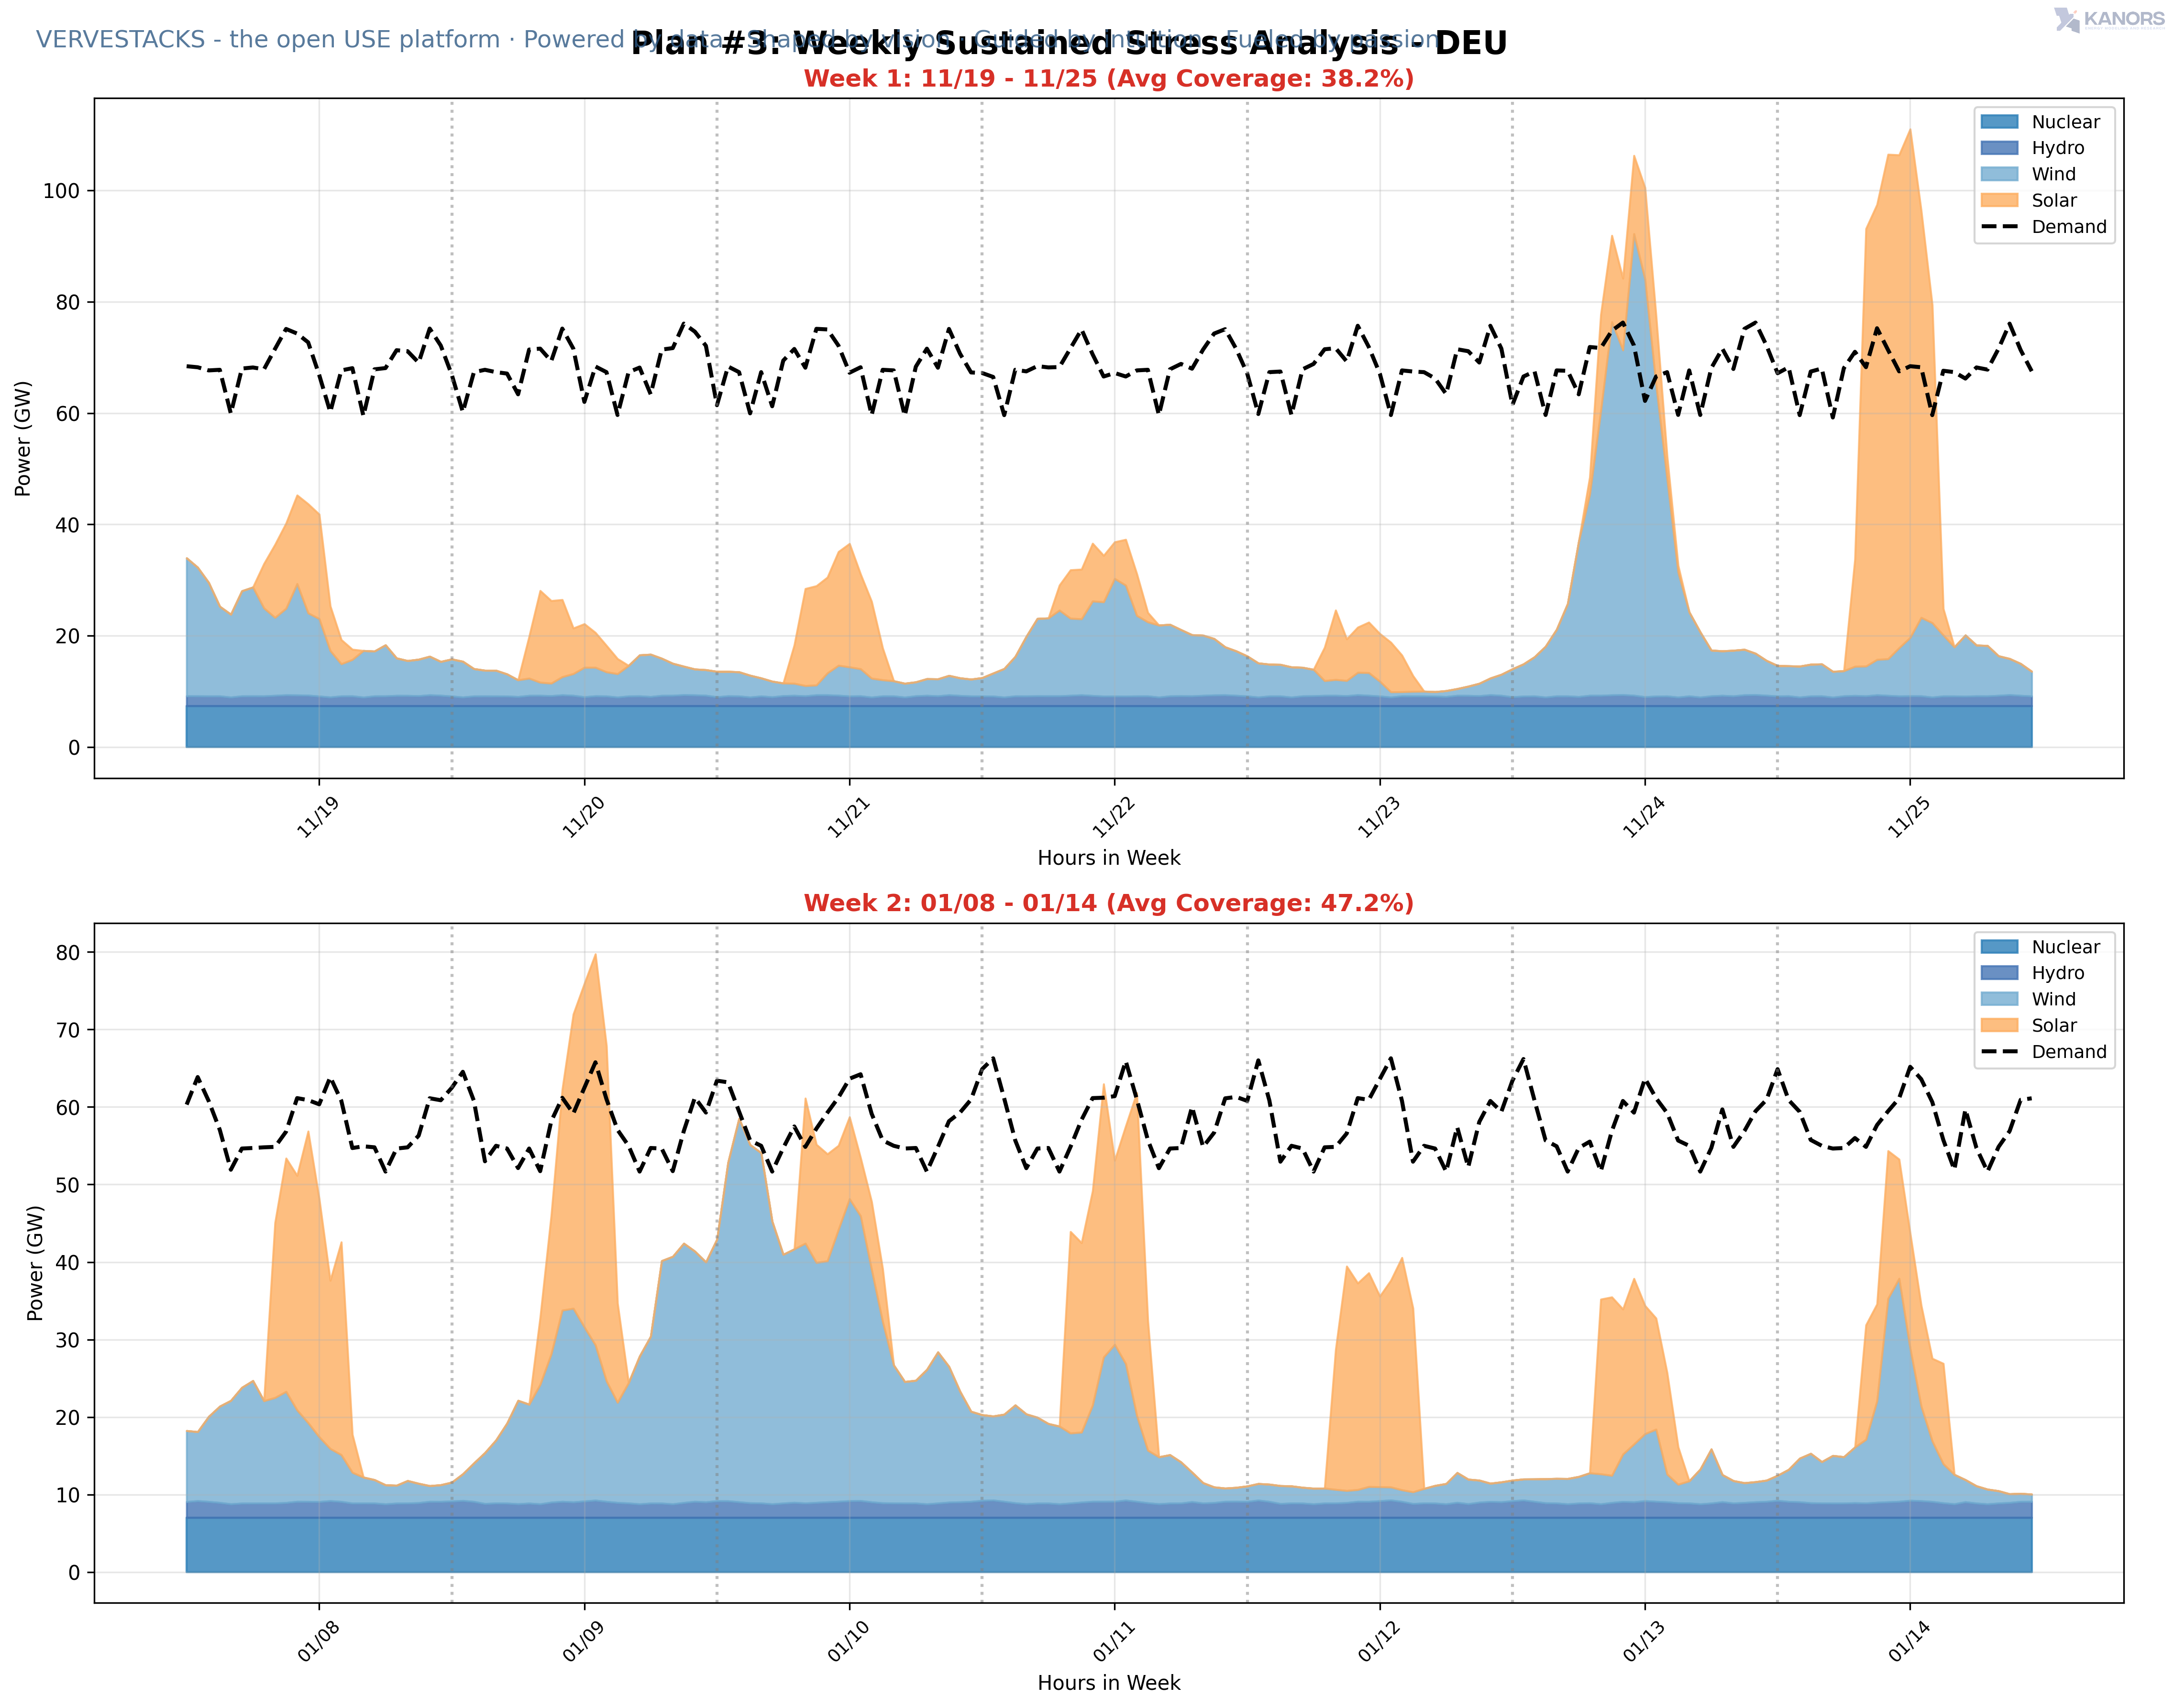 KANORS
VERVESTACKS - the open USE platform · Powered by data · Shaped by vision · Guided by intuition · Fueled by passion
Plan #3: Weekly Sustained Stress Analysis - DEU
Week 1: 11/19 - 11/25 (Avg Coverage: 38.2%)
Nuclear
Hydro
Wind
Solar
Demand
Power (GW)
100
80
60
40
20
0
11/19
11/20
11/21
11/22
11/23
11/24
11/25
Hours in Week
Week 2: 01/08 - 01/14 (Avg Coverage: 47.2%)
Nuclear
Hydro
Wind
Solar
Demand
Power (GW)
80
70
60
50
40
30
20
10
0
01/08
01/09
01/10
01/11
01/12
01/13
01/14
Hours in Week